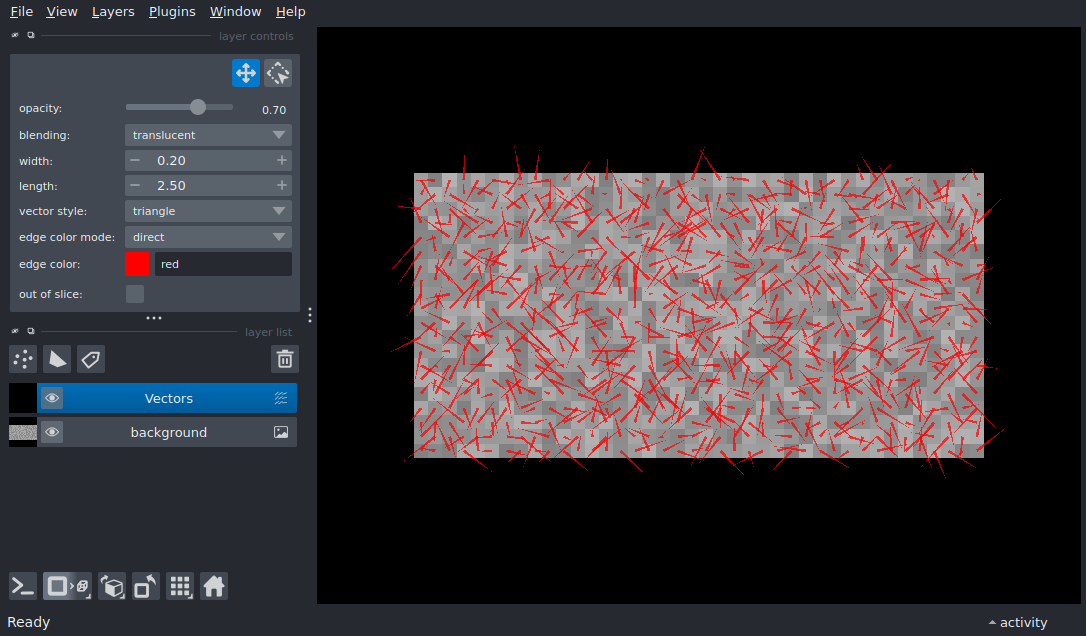 File View Layers Plugins Window Help
layer controls
opacity: 0.70
blending: translucent
width: − 0.20 +
length: − 2.50 +
vector style: triangle
edge color mode: direct
edge color: red
out of slice:
layer list
Vectors
background
Ready
activity